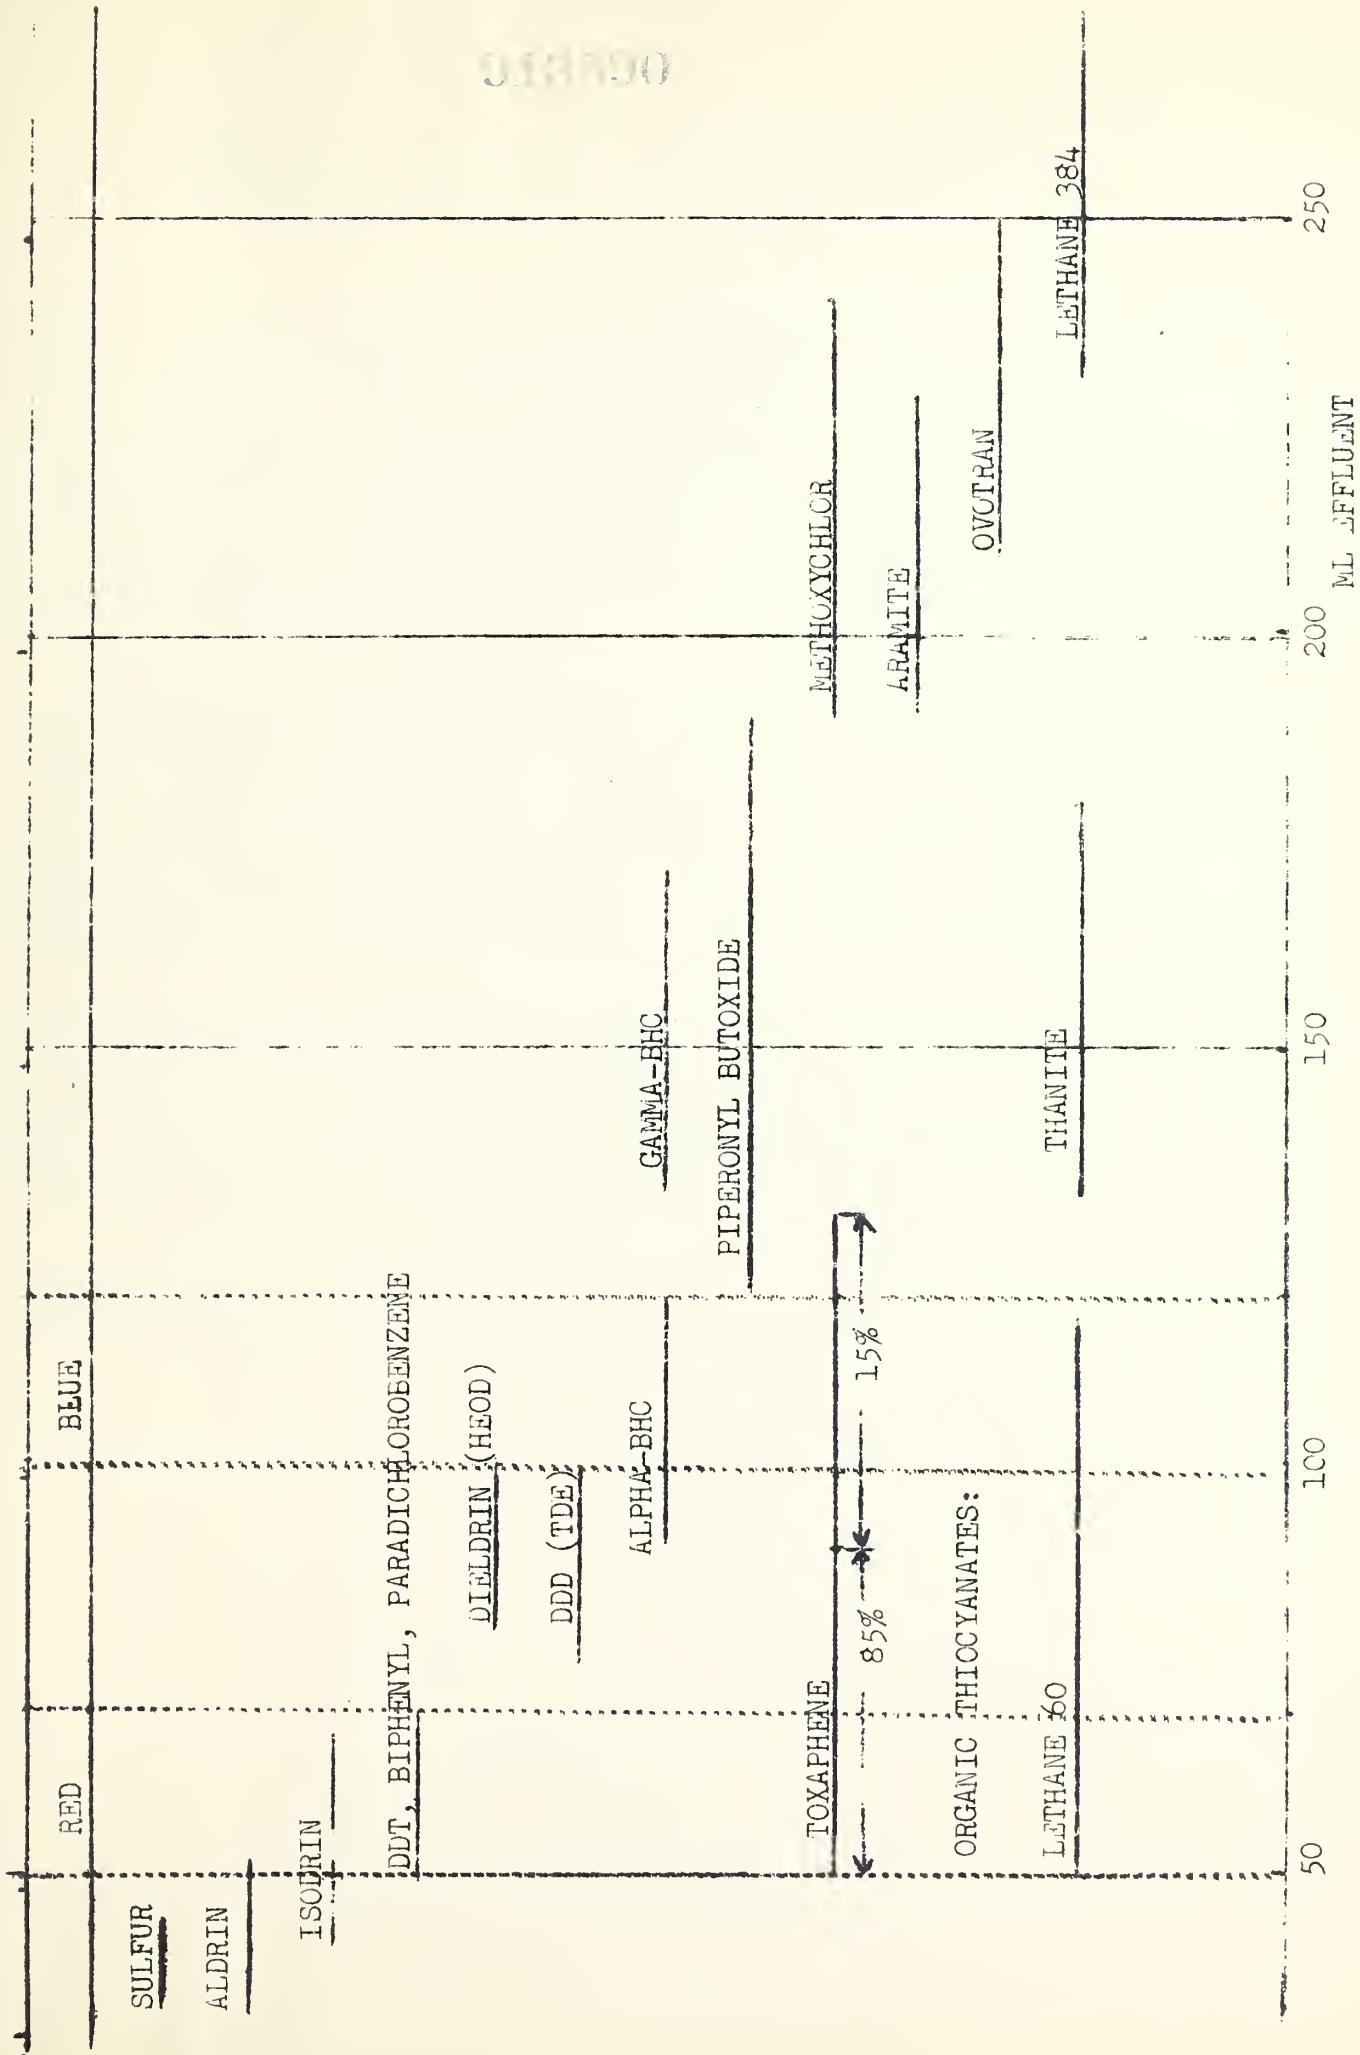 RED
BLUE
SULFUR
ALDRIN
ISODRIN
DDT, BIPHENYL, PARADICHLOROBENZENE
DIELDRIN (HEOD)
DDD (TDE)
ALPHA-BHC
GAMMA-BHC
PIPERONYL BUTOXIDE
TOXAPHENE
METHOXYCHLOR
85%
15%
ARAMITE
ORGANIC THIOCYANATES:
OVOTRAN
LETHANE 60
THANITE
LETHANE 384
50
100
150
200
250
ML EFFLUENT